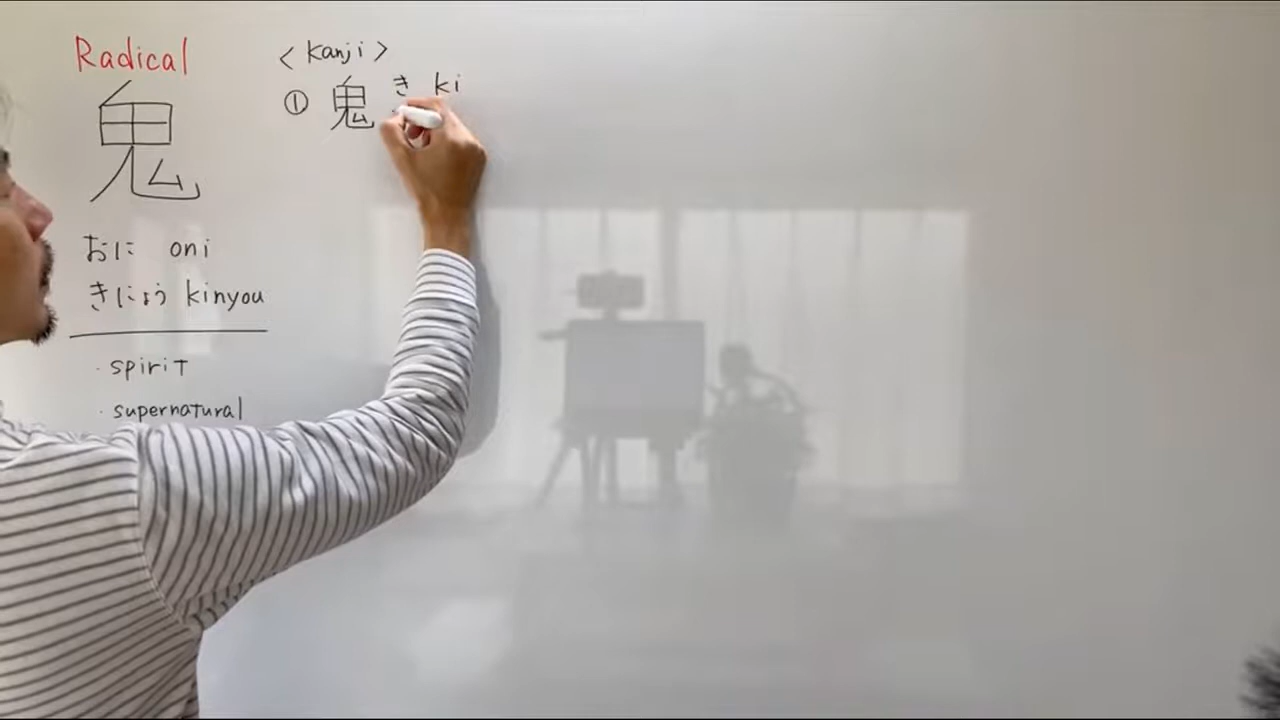 Radical
鬼
おに oni
きにょう kinyou
· spirit
· supernatural
< Kanji >
① 鬼 き ki